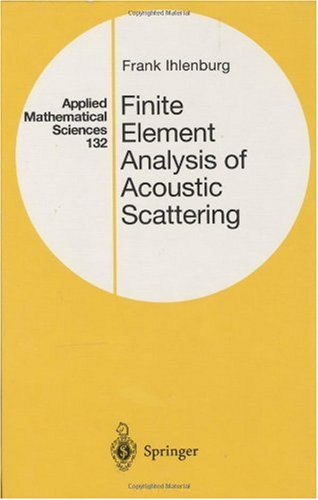 Frank Ihlenburg
Applied
Mathematical
Sciences
132
Finite
Element
Analysis of
Acoustic
Scattering
Springer